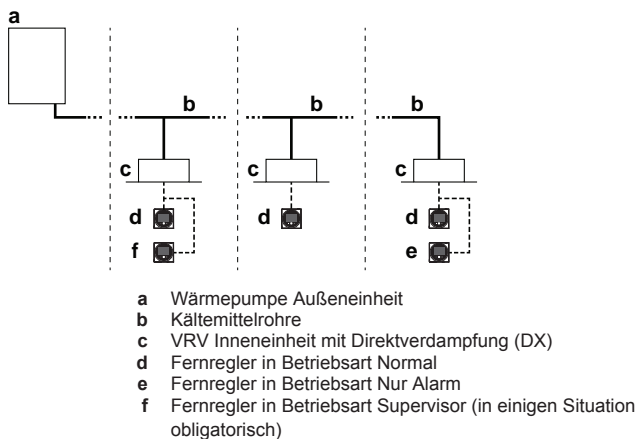 a
b b b
c c c
d d d
f e
a Wärmepumpe Außeneinheit
b Kältemittelrohre
c VRV Inneneinheit mit Direktverdampfung (DX)
d Fernregler in Betriebsart Normal
e Fernregler in Betriebsart Nur Alarm
f Fernregler in Betriebsart Supervisor (in einigen Situation
obligatorisch)